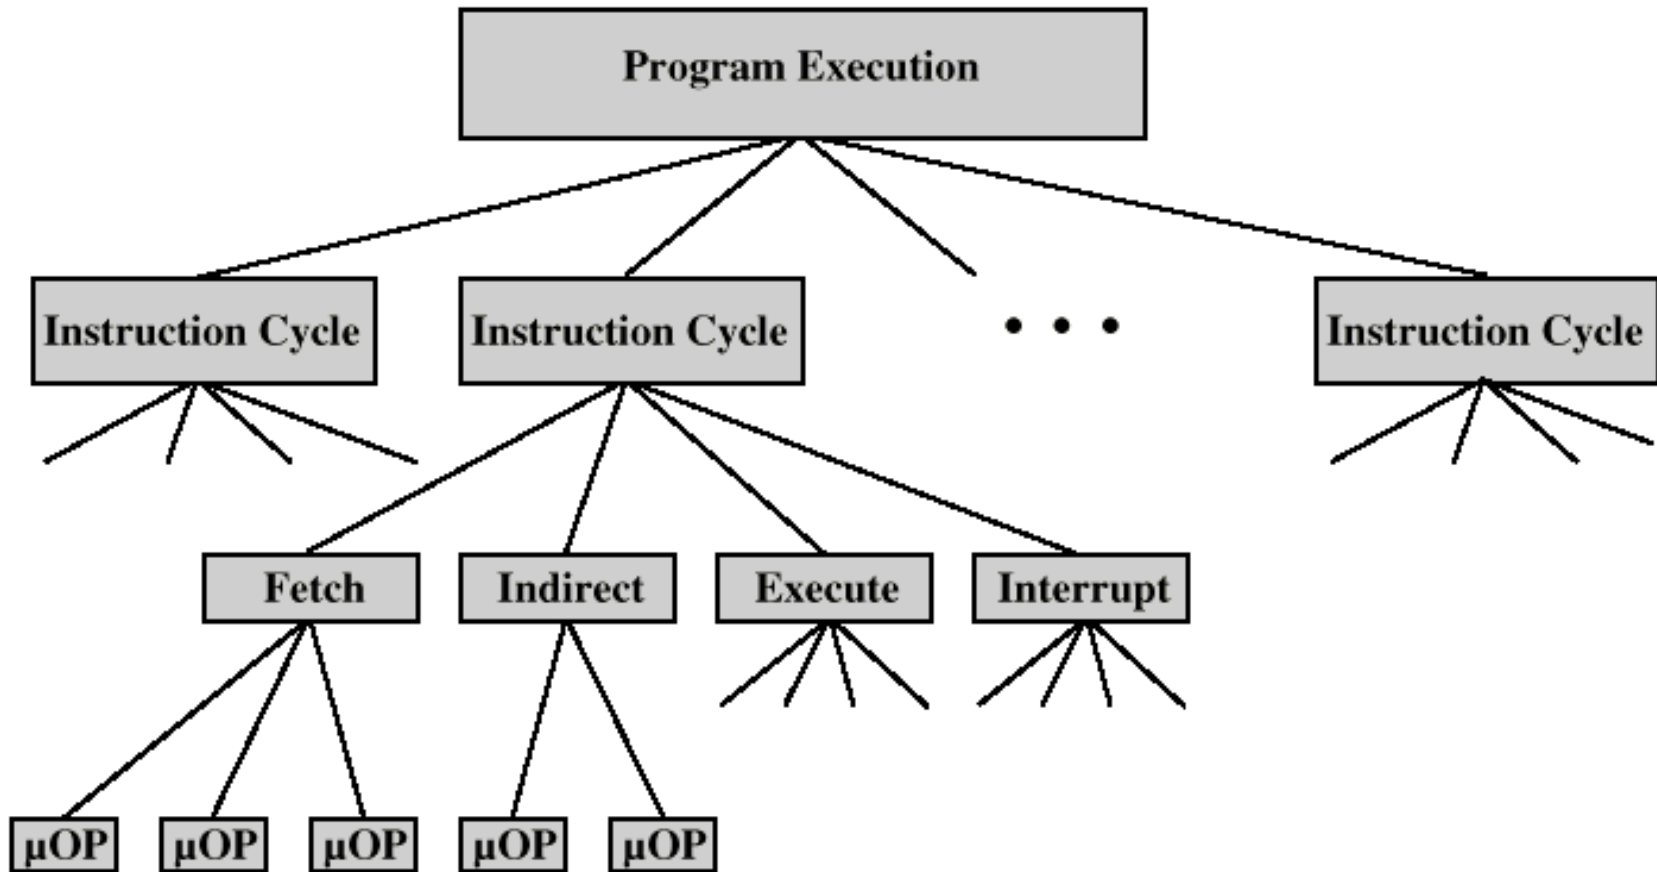 Program Execution
Instruction Cycle
Instruction Cycle
• • •
Instruction Cycle
Fetch
Indirect
Execute
Interrupt
µOP
µOP
µOP
µOP
µOP